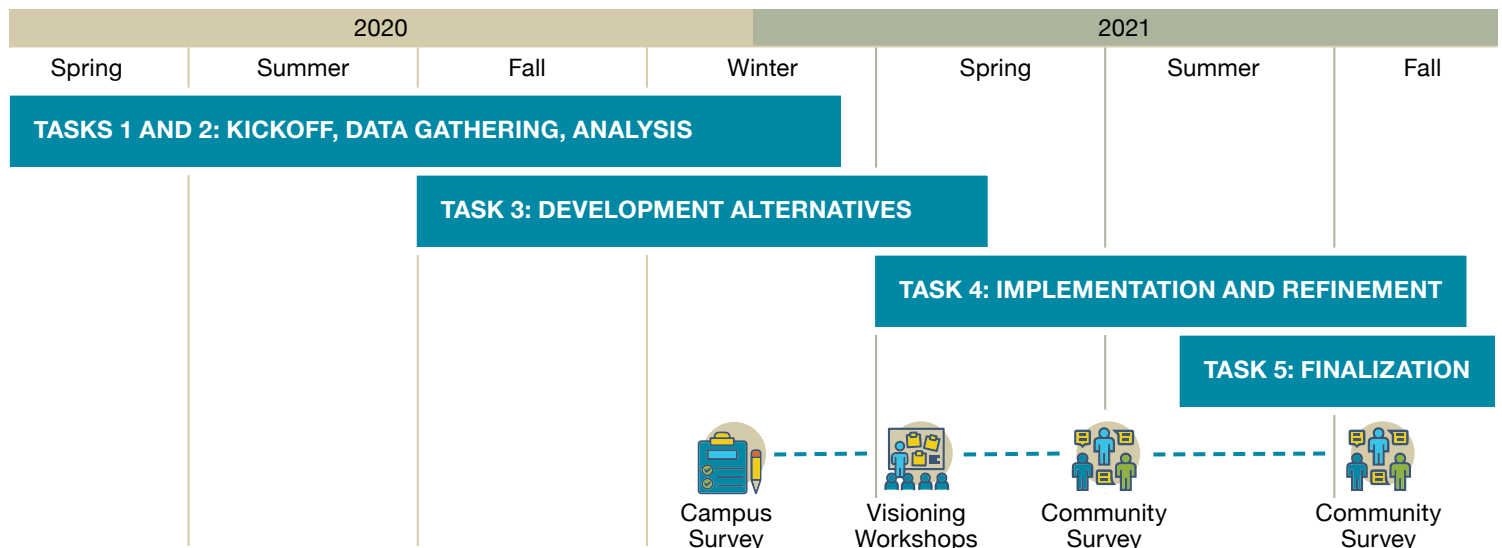 2020 2021
Spring Summer Fall Winter Spring Summer Fall
TASKS 1 AND 2: KICKOFF, DATA GATHERING, ANALYSIS
TASK 3: DEVELOPMENT ALTERNATIVES
TASK 4: IMPLEMENTATION AND REFINEMENT
TASK 5: FINALIZATION
Campus
Survey
Visioning
Workshops
Community
Survey
Community
Survey